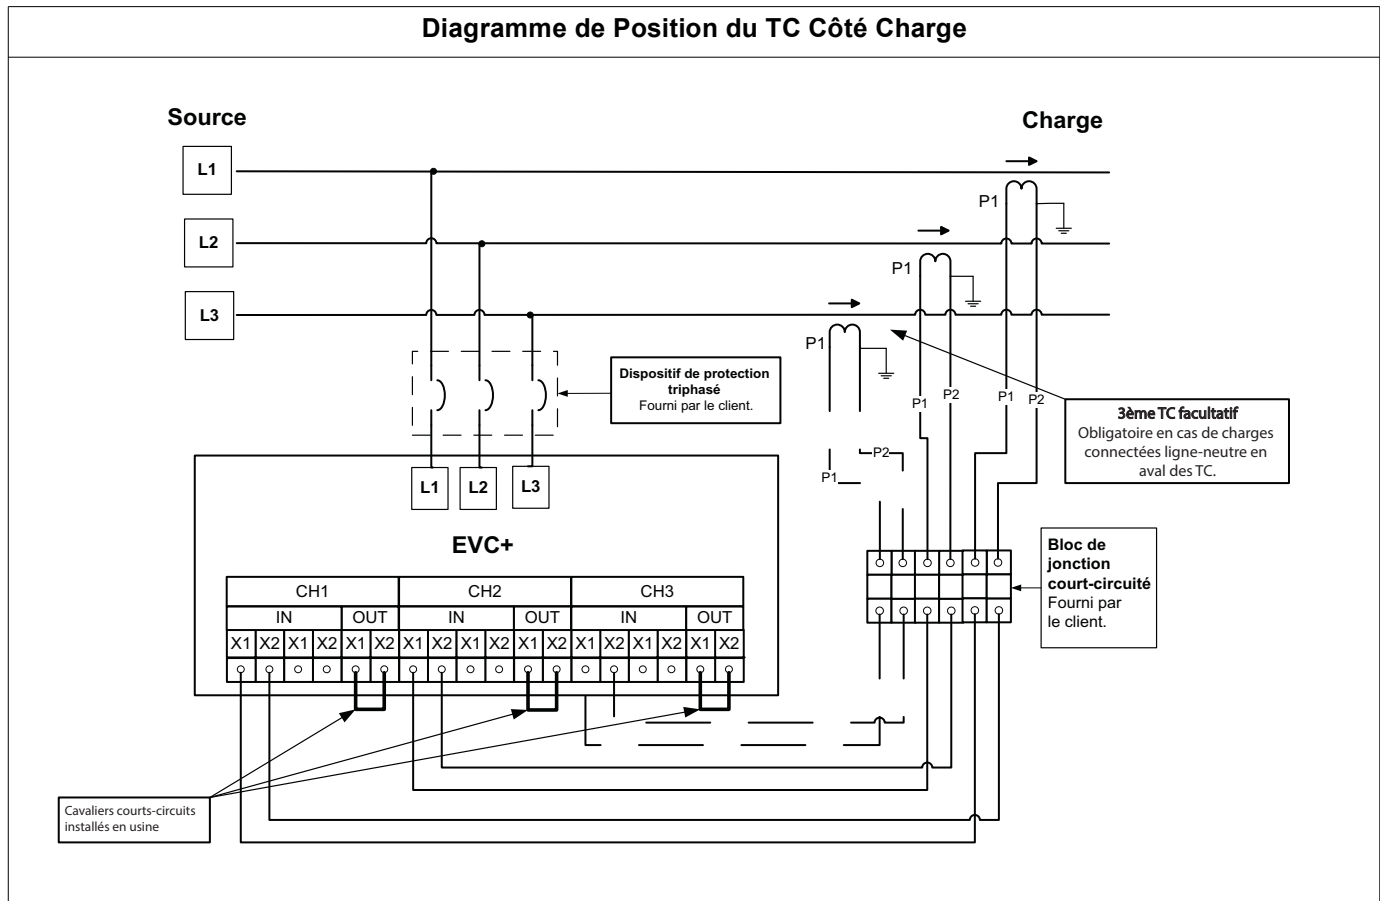 Diagramme de Position du TC Côté Charge
Source
Charge
L1
P1
L2
P1
L3
P1
Dispositif de protection
triphasé
Fourni par le client.
P1
P2
P1
P2
3ème TC facultatif
Obligatoire en cas de charges
connectées ligne-neutre en
aval des TC.
P2
P1
L1
L2
L3
EVC+
Bloc de
jonction
court-circuité
Fourni par
le client.
CH1
CH2
CH3
IN
OUT
IN
OUT
IN
OUT
X1 X2 X1 X2 X1 X2 X1 X2 X1 X2 X1 X2 X1 X2 X1 X2 X1 X2
Cavaliers courts-circuits
installés en usine